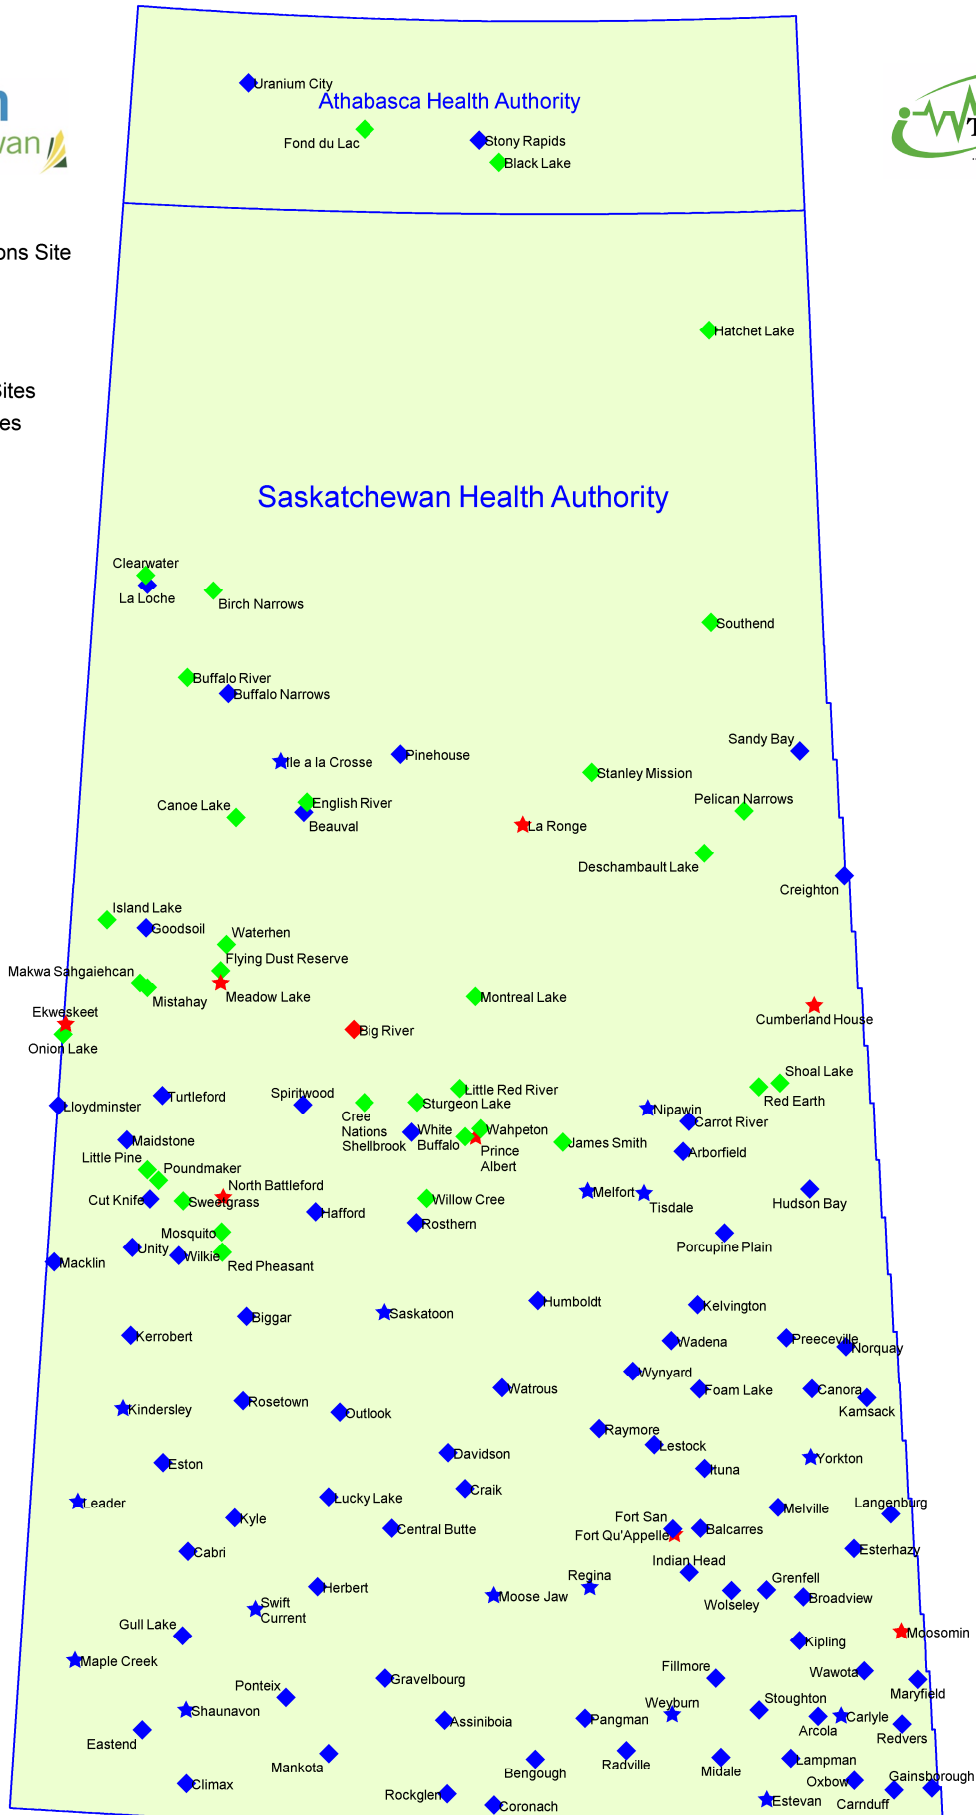 Uranium City
Athabasca Health Authority
Fond du Lac
Stony Rapids
Black Lake
wan
T
ons Site
Hatchet Lake
ites
es
Saskatchewan Health Authority
Clearwater
La Loche
Birch Narrows
Southend
Buffalo River
Buffalo Narrows
Sandy Bay
Ile a la Crosse
Pinehouse
Stanley Mission
Canoe Lake
English River
Pelican Narrows
Beauval
La Ronge
Deschambault Lake
Creighton
Island Lake
Goodsoil
Waterhen
Flying Dust Reserve
Makwa Sahgaiehcan
Mistahay
Meadow Lake
Montreal Lake
Ekweskeet
Cumberland House
Big River
Onion Lake
Shoal Lake
Little Red River
Red Earth
Turtleford
Spiritwood
Sturgeon Lake
Lloydminster
Cree
Nations
Shellbrook
Nipawin
Carrot River
White
Buffalo
Wahpeton
Maidstone
James Smith
Prince
Albert
Arborfield
Little Pine
Poundmaker
North Battleford
Cut Knife
Sweetgrass
Willow Cree
Melfort
Tisdale
Hudson Bay
Hafford
Rosthern
Mosquito
Unity
Wilkie
Porcupine Plain
Macklin
Red Pheasant
Humboldt
Kelvington
Biggar
Saskatoon
Kerrobert
Wadena
Preeceville
Norquay
Wynyard
Watrous
Foam Lake
Canora
Kamsack
Kindersley
Rosetown
Outlook
Raymore
Lestock
Davidson
Yorkton
Eston
Ituna
Craik
Leader
Lucky Lake
Melville
Langenburg
Kyle
Central Butte
Fort San
Fort Qu'Appelle
Balcarres
Esterhazy
Cabri
Indian Head
Regina
Grenfell
Herbert
Moose Jaw
Wolseley
Broadview
Swift
Current
Gull Lake
Moosomin
Kipling
Maple Creek
Fillmore
Wawota
Gravelbourg
Maryfield
Ponteix
Weyburn
Stoughton
Shaunavon
Assiniboia
Pangman
Arcola
Carlyle
Redvers
Eastend
Mankota
Bengough
Radville
Midale
Lampman
Climax
Oxbow
Gainsborough
Rockglen
Coronach
Estevan
Carnduff